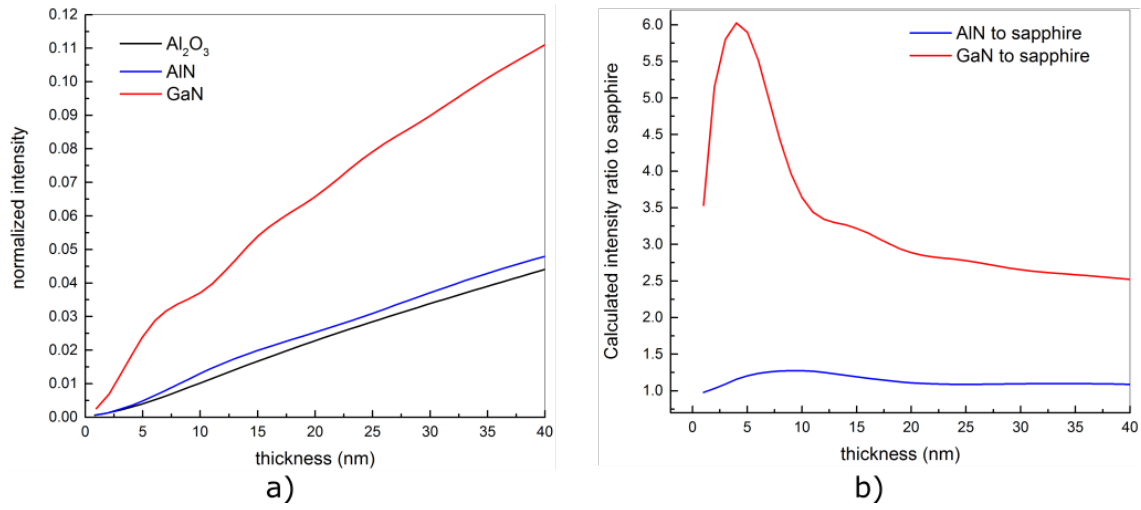 0.12
0.11
0.10
0.09
0.08
0.07
0.06
0.05
0.04
0.03
0.02
0.01
0.00
normalized intensity
Al₂O₃
AlN
GaN
0 5 10 15 20 25 30 35 40
thickness (nm)
a)
6.0
5.5
5.0
4.5
4.0
3.5
3.0
2.5
2.0
1.5
1.0
Calculated intensity ratio to sapphire
AlN to sapphire
GaN to sapphire
0 5 10 15 20 25 30 35 40
thickness (nm)
b)